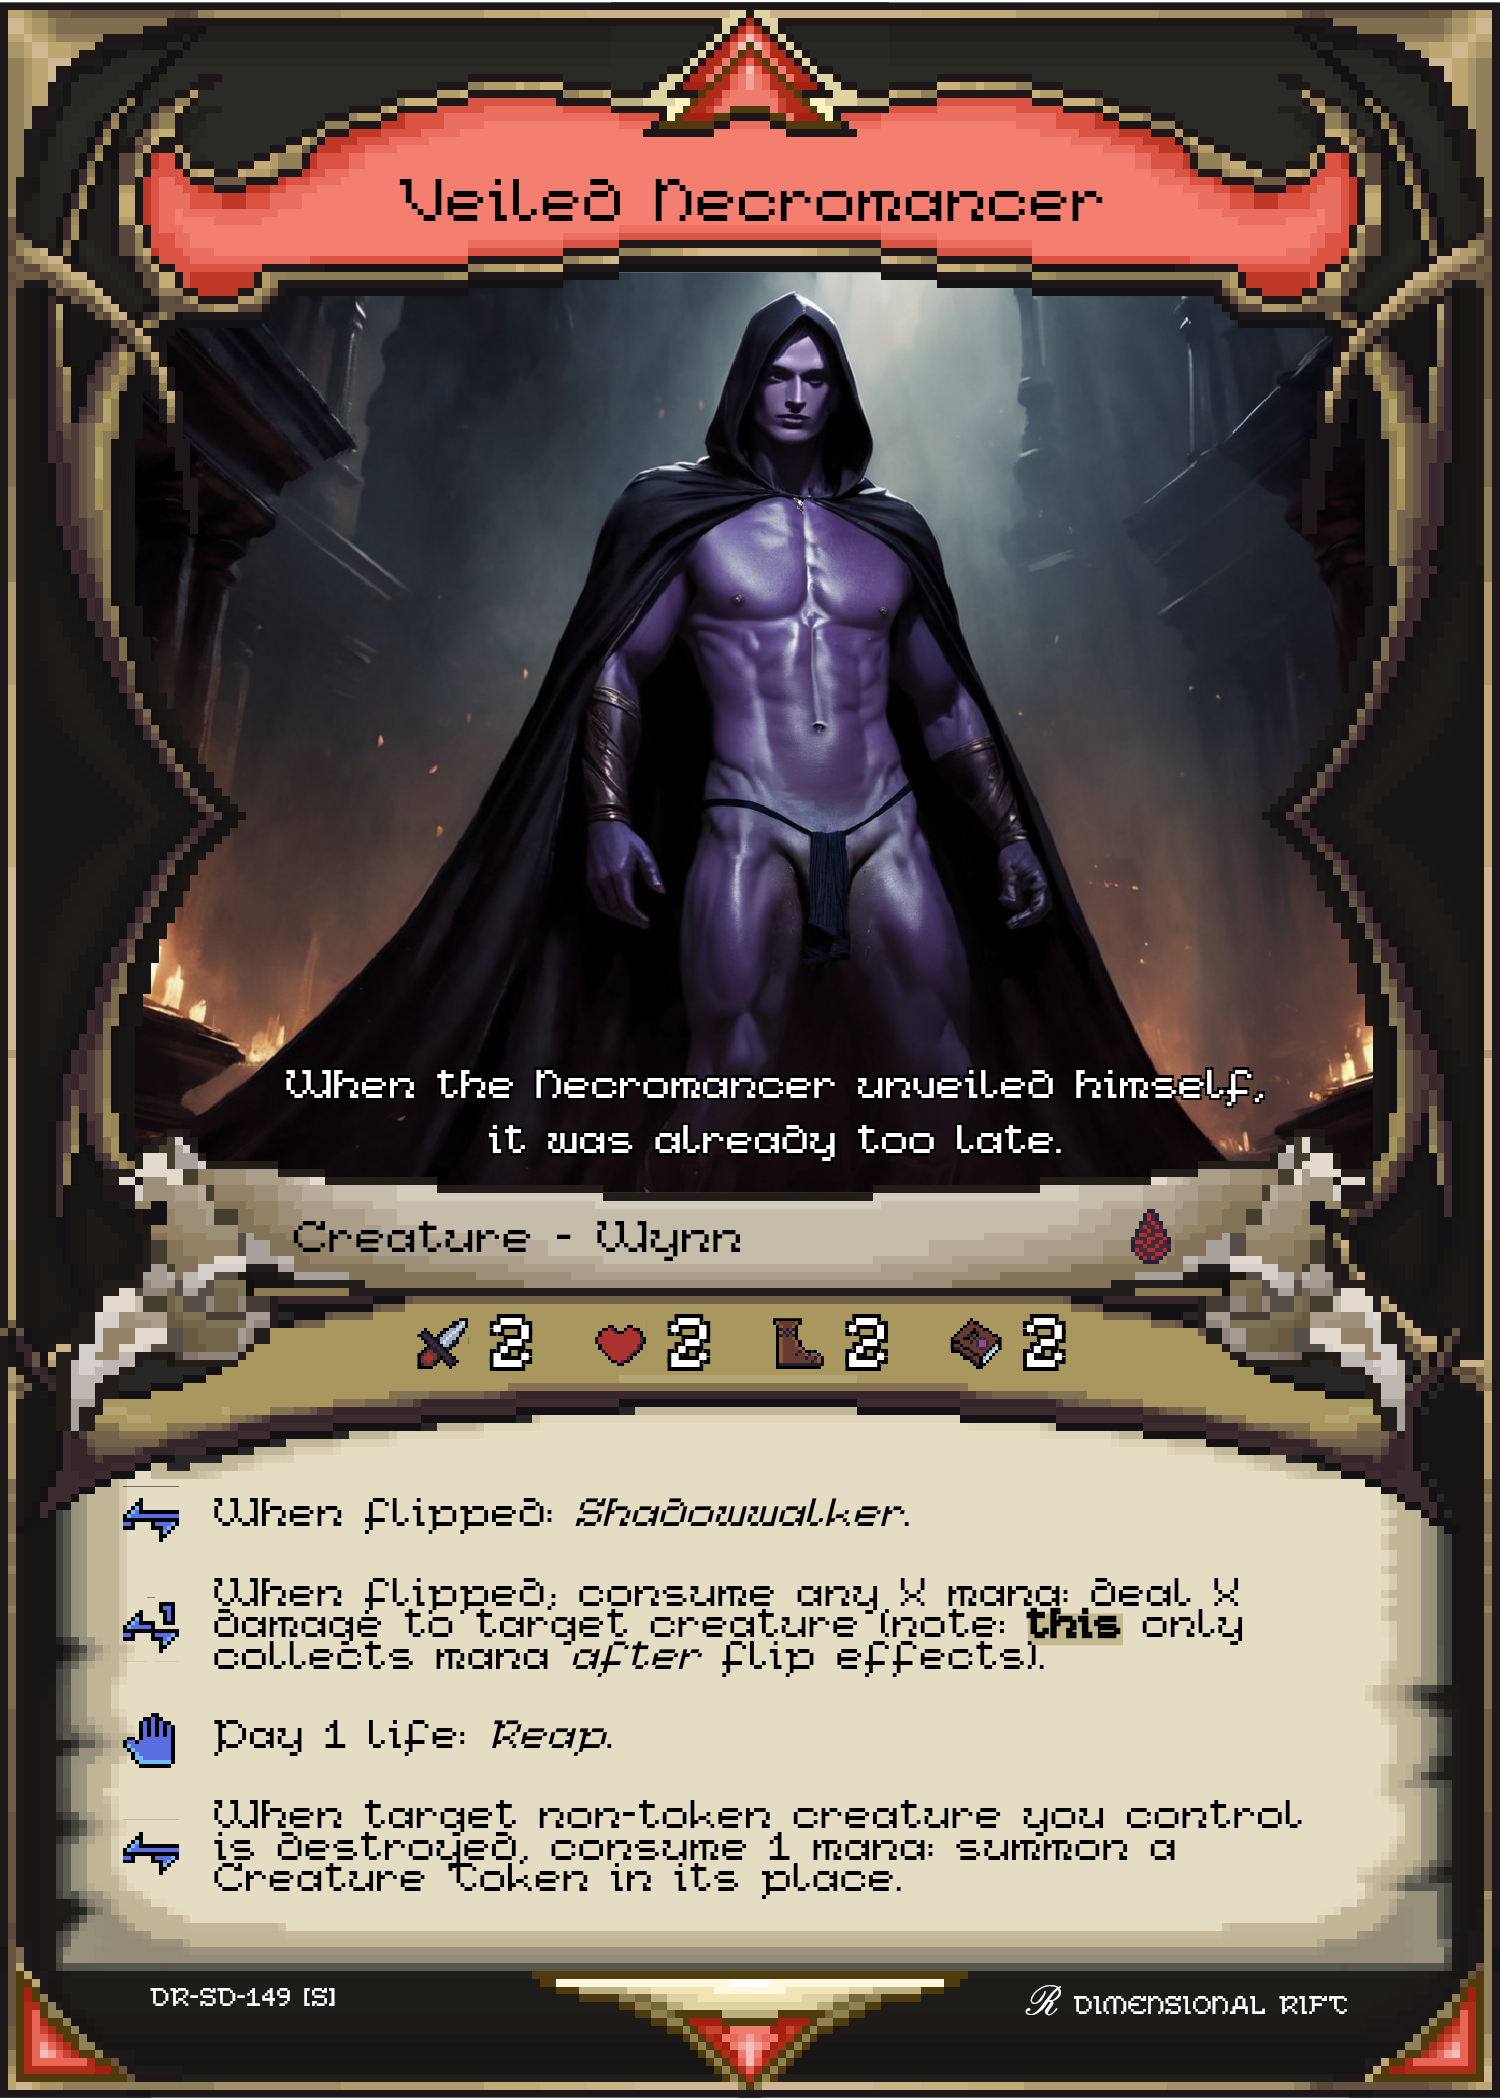 Veiled Necromancer
When the Necromancer unveiled himself,
it was already too late.
Creature - Wynn
2 2 2 2
When flipped: Shadowwalker.
When flipped; consume any X mana: deal X
damage to target creature (note: this only
collects mana after flip effects).
1
Pay 1 life: Reap.
When target non-token creature you control
is destroyed, consume 1 mana: summon a
Creature Token in its place.
DR-SD-149 [S]
R DIMENSIONAL RIFT